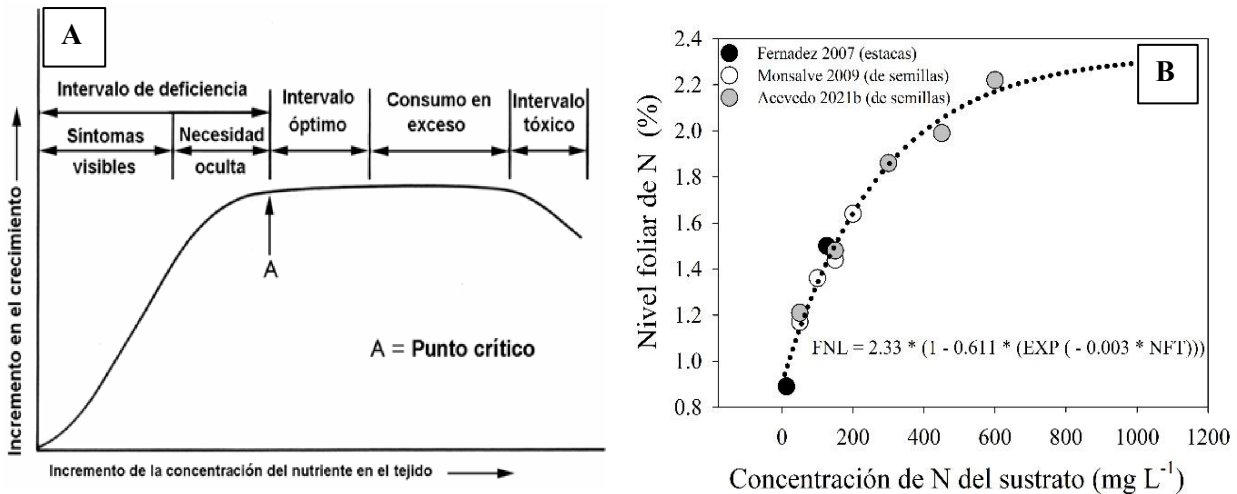 A
Intervalo de deficiencia
Síntomas
visibles
Necesidad
oculta
Intervalo
óptimo
Consumo en
exceso
Intervalo
tóxico
A
A = Punto crítico
Incremento en el crecimiento
Incremento de la concentración del nutriente en el tejido
B
Fernadez 2007 (estacas)
Monsalve 2009 (de semillas)
Acevedo 2021b (de semillas)
Nivel foliar de N (%)
2.4
2.2
2.0
1.8
1.6
1.4
1.2
1.0
0.8
FNL = 2.33 * (1 - 0.611 * (EXP ( - 0.003 * NFT)))
0 200 400 600 800 1000 1200
Concentración de N del sustrato (mg L-1)